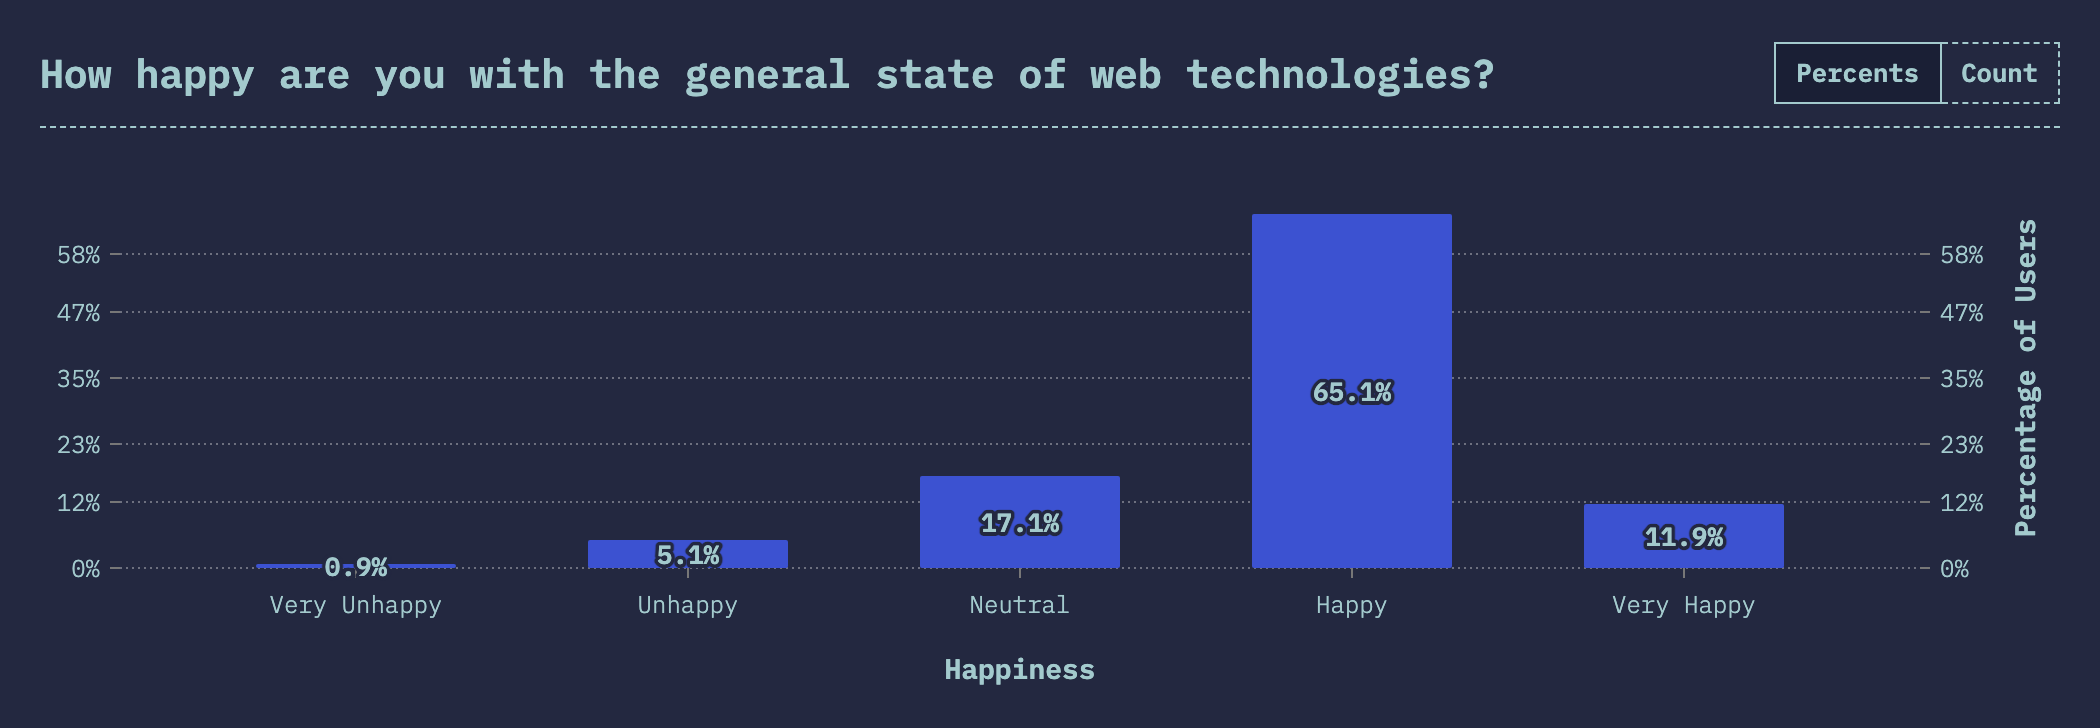 How happy are you with the general state of web technologies?
Percents Count
58% 58%
47% 47%
35% 35%
23% 23%
12% 12%
0% 0%
0.9% 5.1% 17.1% 65.1% 11.9%
Very Unhappy Unhappy Neutral Happy Very Happy
Happiness
Percentage of Users